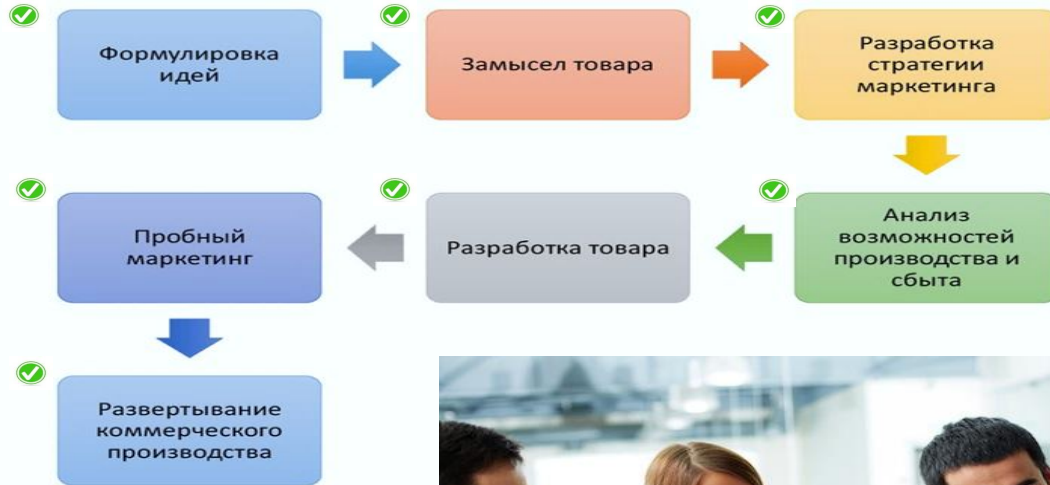 Формулировка
идей
Замысел товара
Разработка
стратегии
маркетинга
Анализ
возможностей
производства и
сбыта
Разработка товара
Пробный
маркетинг
Развертывание
коммерческого
производства